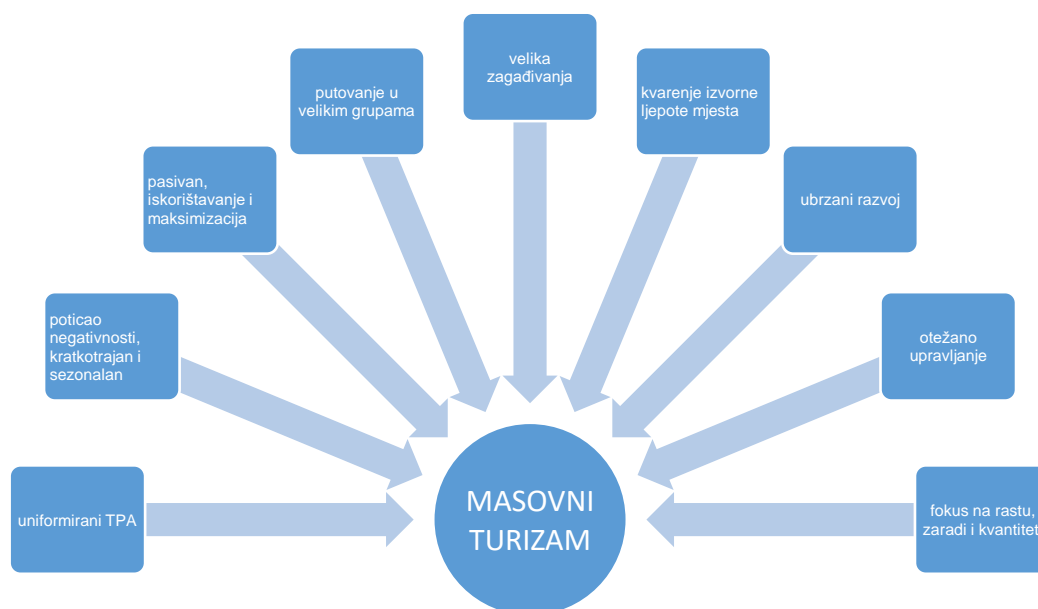 velika
zagađivanja
putovanje u
velikim grupama
kvarenje izvorne
ljepote mjesta
pasivan,
iskorištavanje i
maksimizacija
ubrzani razvoj
poticao
negativnosti,
kratkotrajan i
sezonalan
otežano
upravljanje
uniformirani TPA
MASOVNI
TURIZAM
fokus na rastu,
zaradi i kvantitet